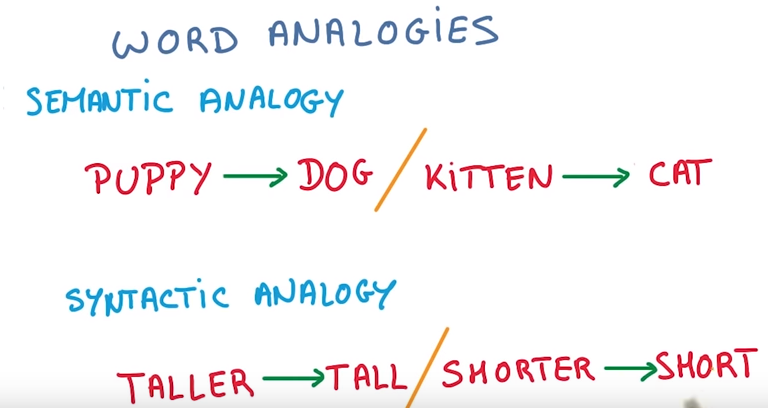 WORD ANALOGIES
SEMANTIC ANALOGY
PUPPY → DOG / KITTEN → CAT
SYNTACTIC ANALOGY
TALLER → TALL / SHORTER → SHORT